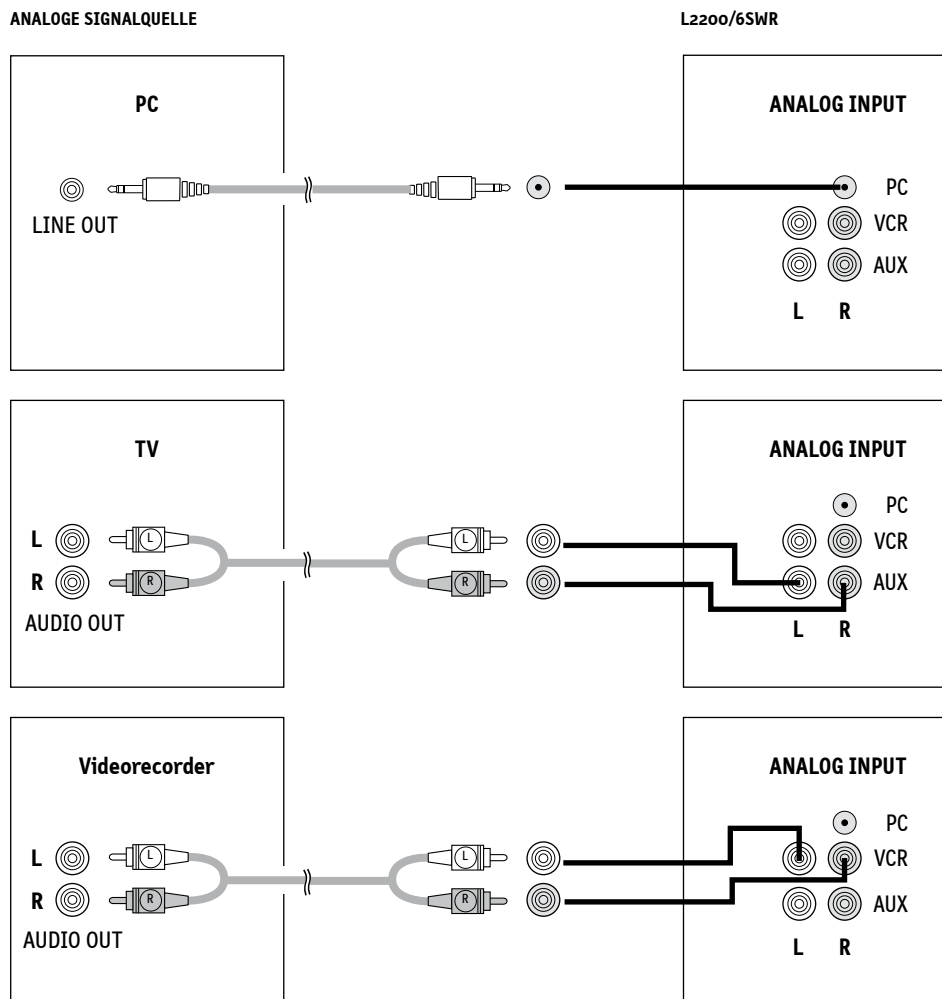 ANALOGE SIGNALQUELLE
L2200/6SWR
PC
ANALOG INPUT
LINE OUT
PC
VCR
AUX
L R
TV
ANALOG INPUT
L
R
AUDIO OUT
L
R
L
R
PC
VCR
AUX
L R
Videorecorder
ANALOG INPUT
L
R
AUDIO OUT
L
R
L
R
PC
VCR
AUX
L R